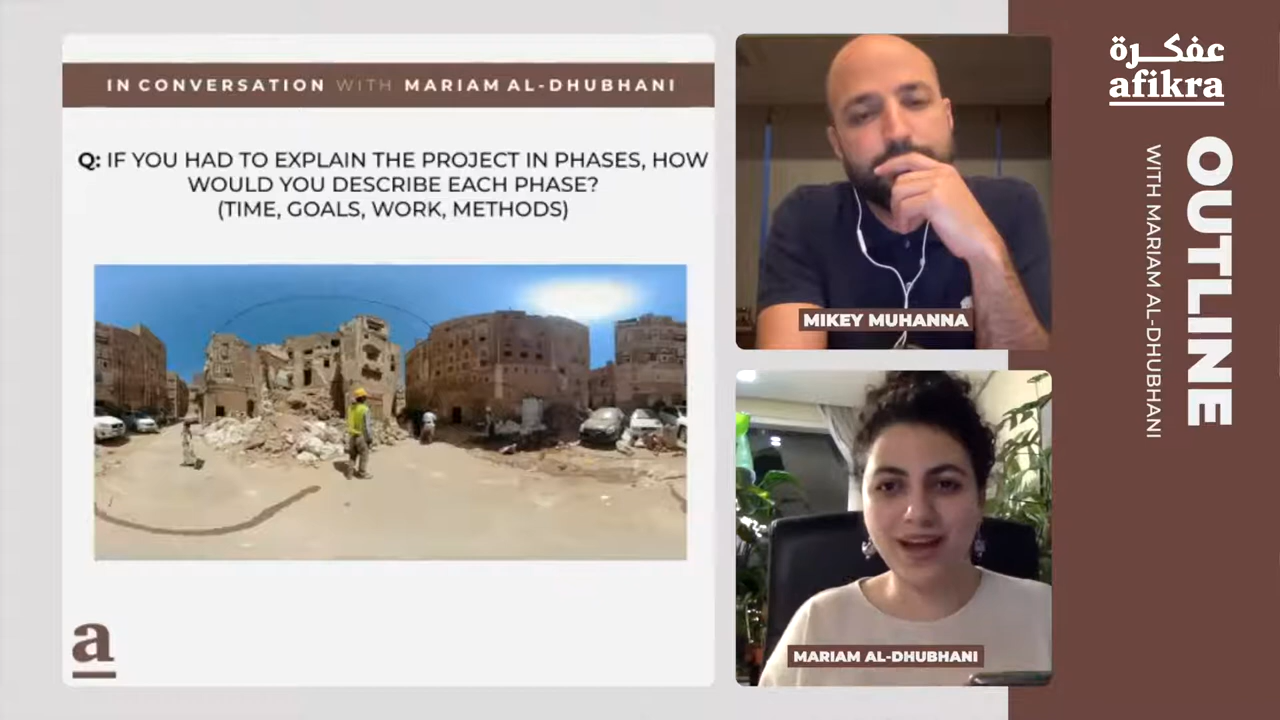 IN CONVERSATION WITH MARIAM AL-DHUBHANI
Q: IF YOU HAD TO EXPLAIN THE PROJECT IN PHASES, HOW
WOULD YOU DESCRIBE EACH PHASE?
(TIME, GOALS, WORK, METHODS)
a
MIKEY MUHANNA
MARIAM AL-DHUBHANI
عفكرة
afikra
OUTLINE
WITH MARIAM AL-DHUBHANI